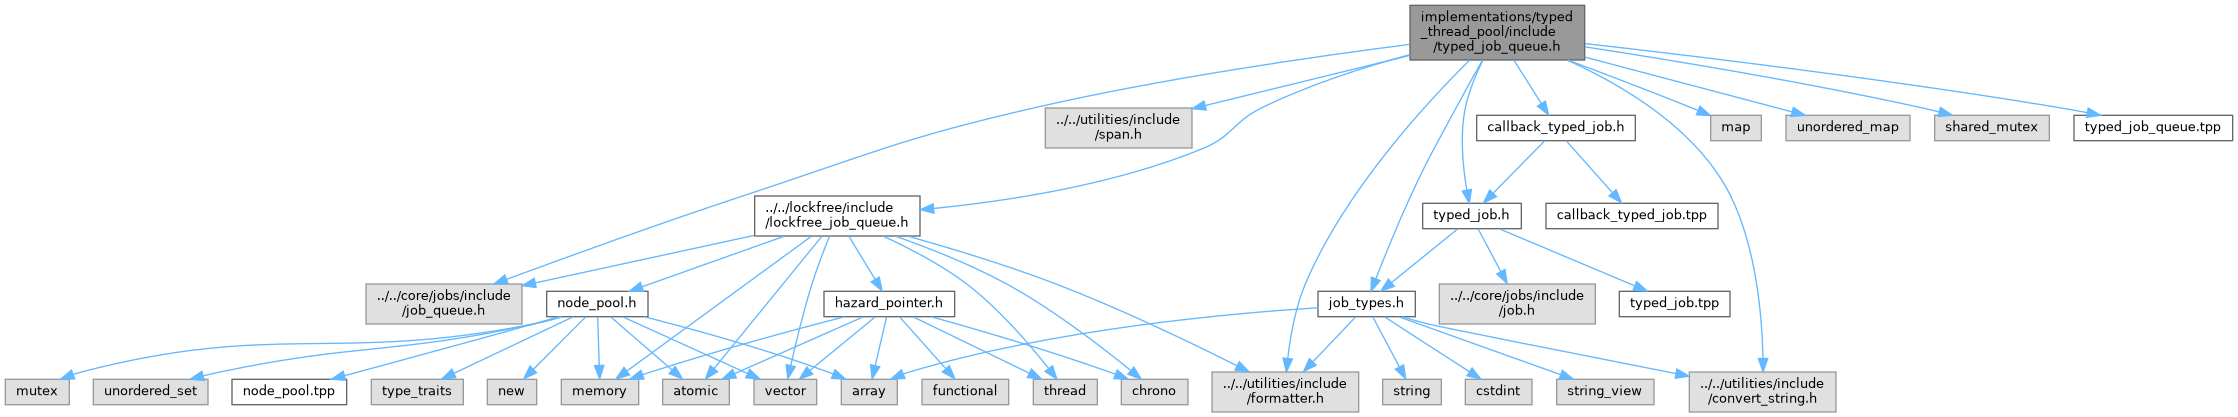 implementations/typed
_thread_pool/include
/typed_job_queue.h
../../utilities/include
/span.h
callback_typed_job.h
map
unordered_map
shared_mutex
typed_job_queue.tpp
../../lockfree/include
/lockfree_job_queue.h
typed_job.h
callback_typed_job.tpp
../../core/jobs/include
/job_queue.h
node_pool.h
hazard_pointer.h
job_types.h
../../core/jobs/include
/job.h
typed_job.tpp
mutex
unordered_set
node_pool.tpp
type_traits
new
memory
atomic
vector
array
functional
thread
chrono
../../utilities/include
/formatter.h
string
cstdint
string_view
../../utilities/include
/convert_string.h